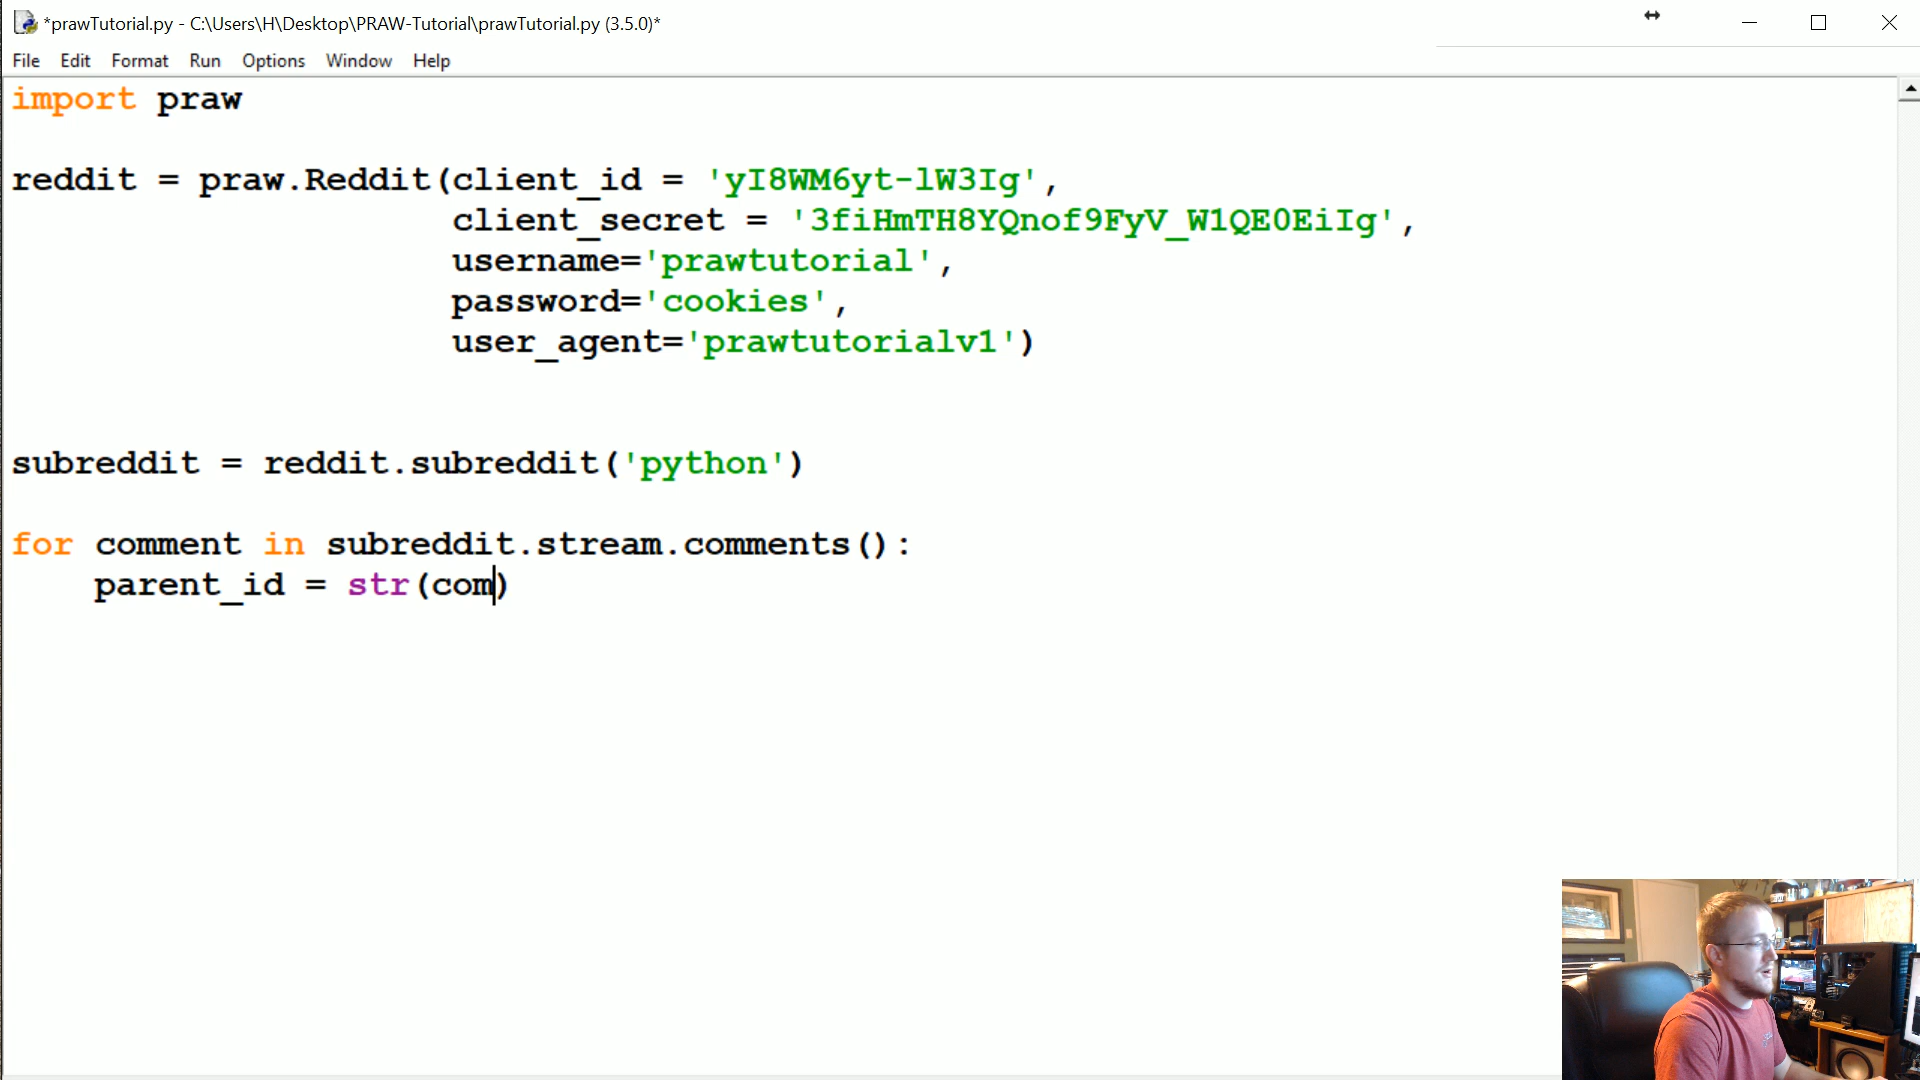 *prawTutorial.py - C:\Users\H\Desktop\PRAW-Tutorial\prawTutorial.py (3.5.0)*
File Edit Format Run Options Window Help
import praw
reddit = praw.Reddit(client_id = 'yI8WM6yt-lW3Ig',
client_secret = '3fiHmTH8YQnof9FyV_W1QE0EiIg',
username='prawtutorial',
password='cookies',
user_agent='prawtutorialv1')
subreddit = reddit.subreddit('python')
for comment in subreddit.stream.comments():
parent_id = str(com)